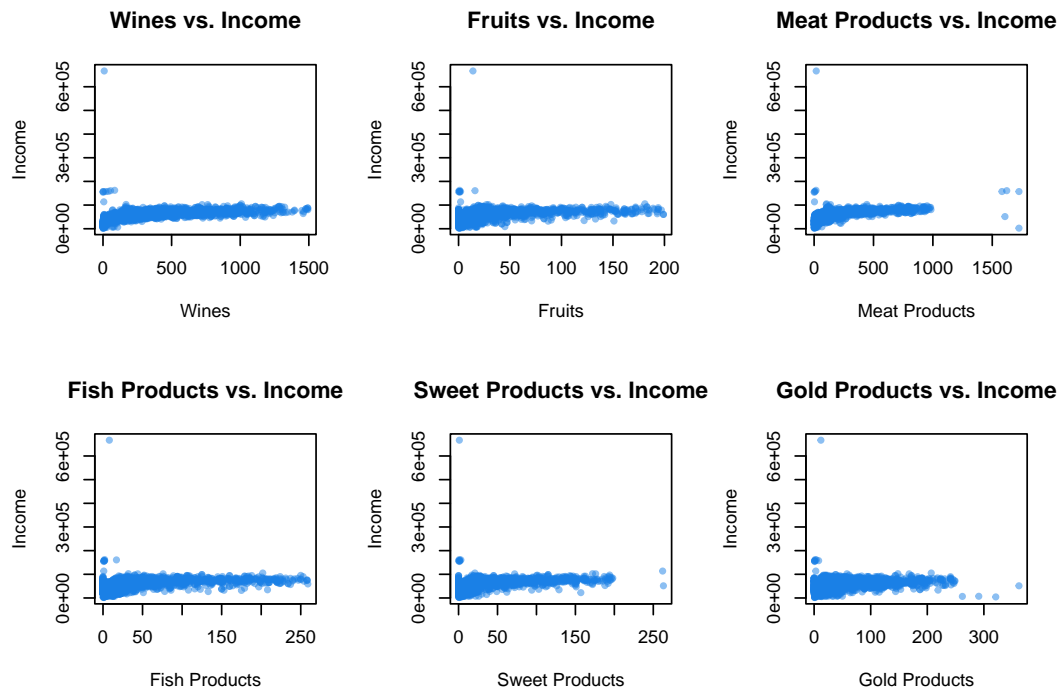 Wines vs. Income
Income
0e+00 3e+05 6e+05
0 500 1000 1500
Wines
Fruits vs. Income
Income
0e+00 3e+05 6e+05
0 50 100 150 200
Fruits
Meat Products vs. Income
Income
0e+00 3e+05 6e+05
0 500 1000 1500
Meat Products
Fish Products vs. Income
Income
0e+00 3e+05 6e+05
0 50 150 250
Fish Products
Sweet Products vs. Income
Income
0e+00 3e+05 6e+05
0 50 150 250
Sweet Products
Gold Products vs. Income
Income
0e+00 3e+05 6e+05
0 100 200 300
Gold Products